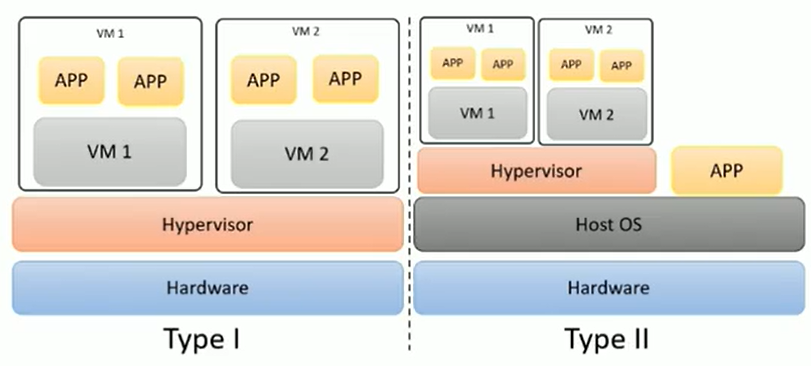 VM 1
APP APP
VM 1
VM 2
APP APP
VM 2
Hypervisor
Hardware
Type I
VM 1
APP APP
VM 1
VM 2
APP APP
VM 2
Hypervisor
APP
Host OS
Hardware
Type II